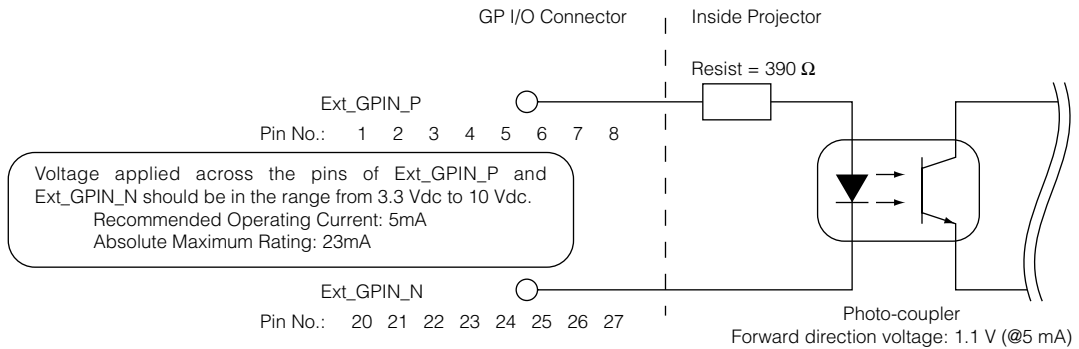 GP I/O Connector
Inside Projector
Resist = 390 Ω
Ext_GPIN_P
Pin No.: 1 2 3 4 5 6 7 8
Voltage applied across the pins of Ext_GPIN_P and
Ext_GPIN_N should be in the range from 3.3 Vdc to 10 Vdc.
Recommended Operating Current: 5mA
Absolute Maximum Rating: 23mA
Ext_GPIN_N
Pin No.: 20 21 22 23 24 25 26 27
Photo-coupler
Forward direction voltage: 1.1 V (@5 mA)